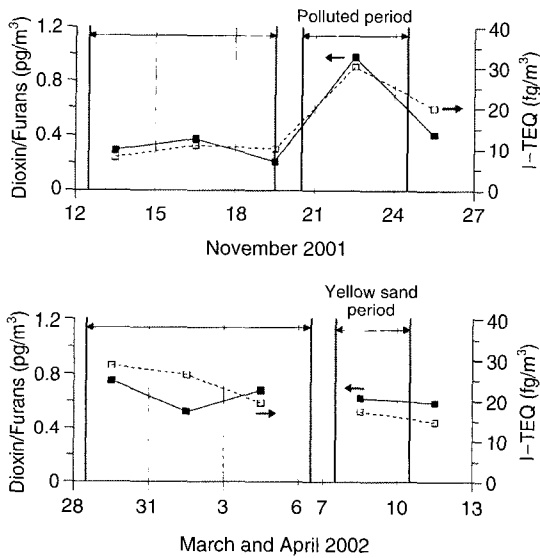 Polluted period
1.2
0.8
0.4
0
Dioxin/Furans (pg/m³)
40
30
20
10
0
I-TEQ (fg/m³)
12 15 18 21 24 27
November 2001
Yellow sand
period
1.2
0.8
0.4
0
Dioxin/Furans (pg/m³)
40
30
20
10
0
I-TEQ (fg/m³)
28 31 3 6 7 10 13
March and April 2002